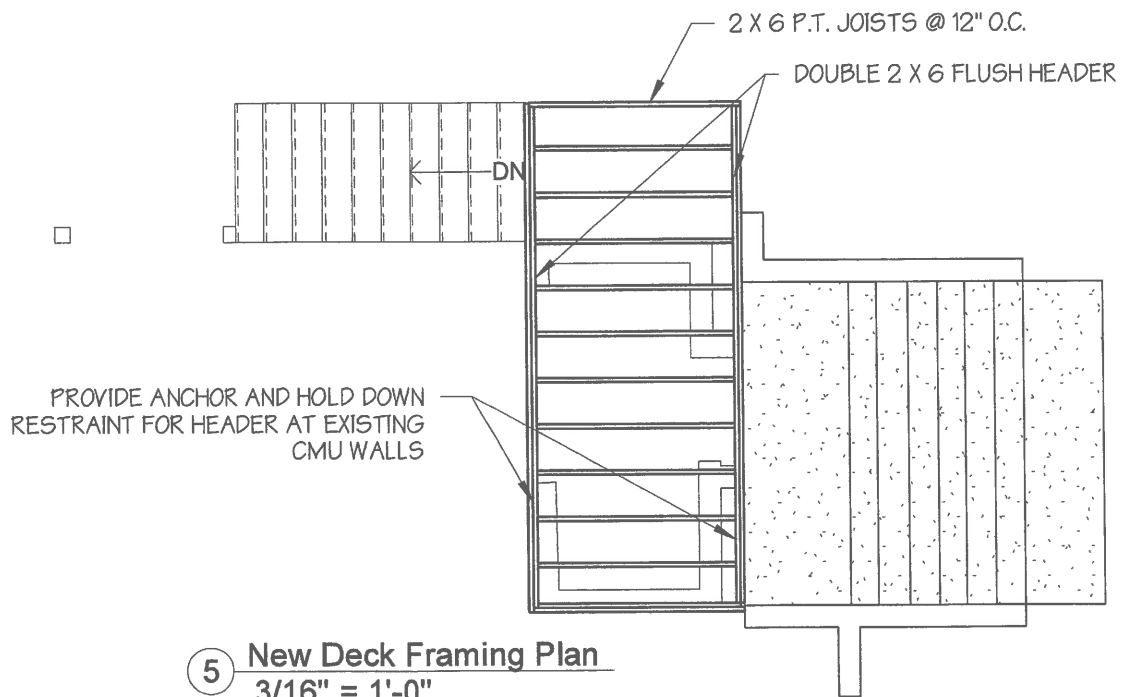 2 X 6 P.T. JOISTS @ 12" O.C.
DOUBLE 2 X 6 FLUSH HEADER
DN
PROVIDE ANCHOR AND HOLD DOWN
RESTRAINT FOR HEADER AT EXISTING
CMU WALLS
5
New Deck Framing Plan
3/16" = 1'-0"